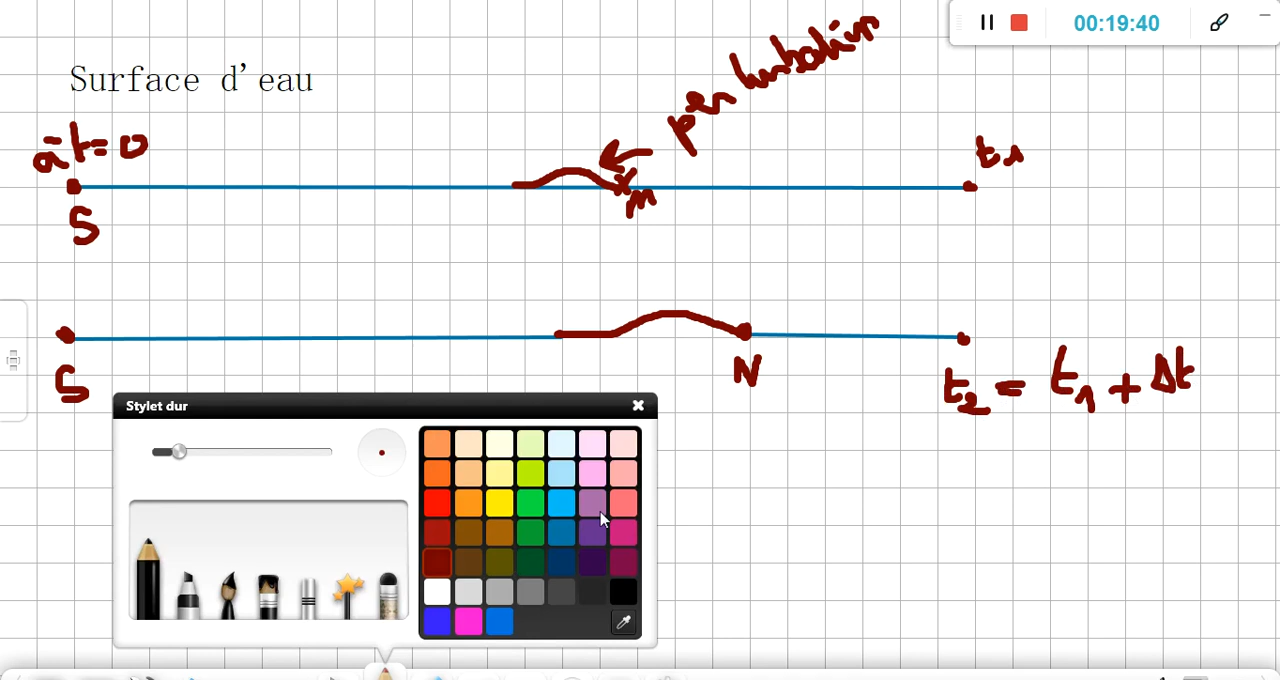 00:19:40
Surface d'eau
perturbation
à t=0
t1
M
S
N
S
t2 = t1 + Δt
Stylet dur